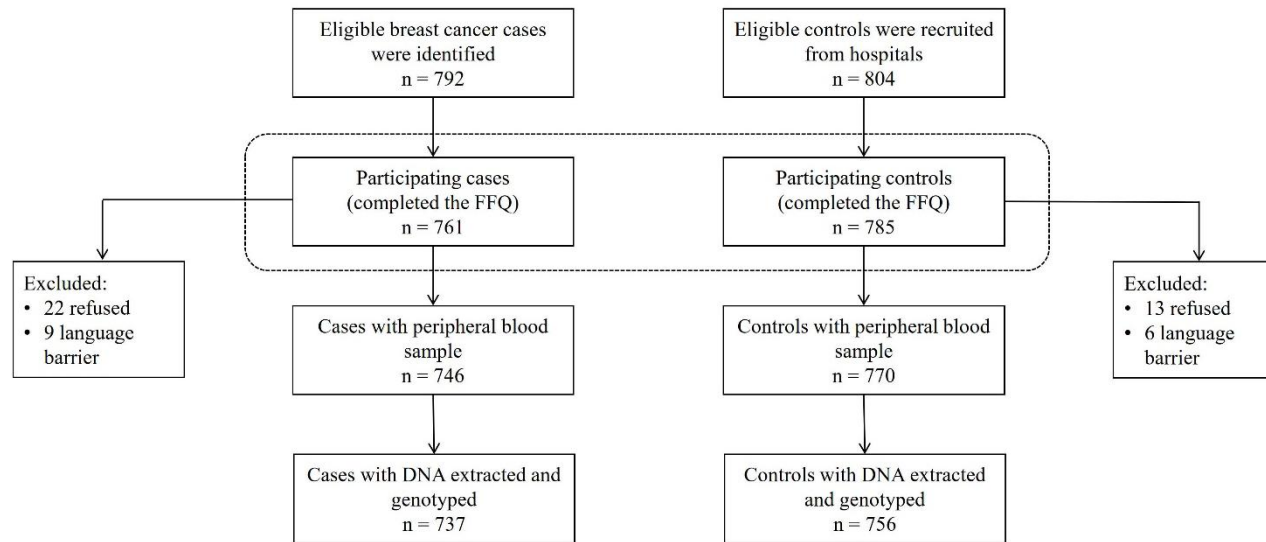 Eligible breast cancer cases
were identified
n = 792
Eligible controls were recruited
from hospitals
n = 804
Participating cases
(completed the FFQ)
n = 761
Participating controls
(completed the FFQ)
n = 785
Excluded:
• 22 refused
• 9 language
barrier
Excluded:
• 13 refused
• 6 language
barrier
Cases with peripheral blood
sample
n = 746
Controls with peripheral blood
sample
n = 770
Cases with DNA extracted and
genotyped
n = 737
Controls with DNA extracted
and genotyped
n = 756